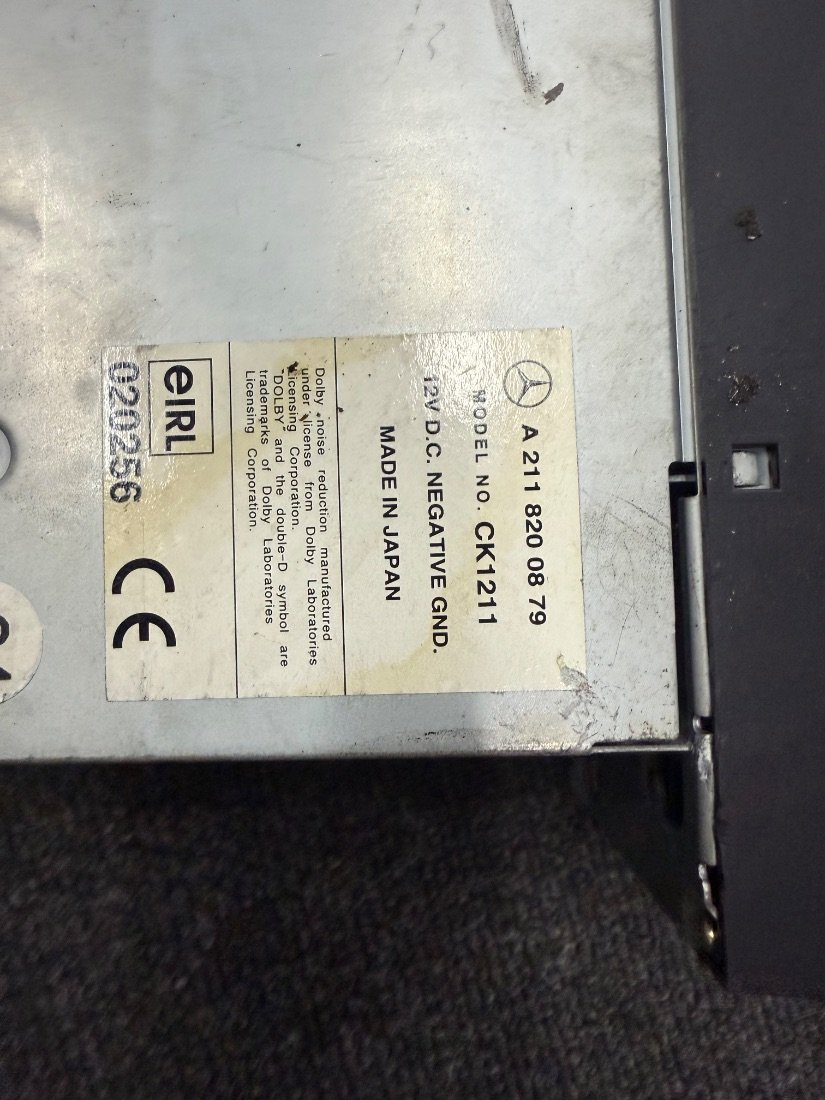 A 211 820 08 79
MODEL NO. CK1211
12V D.C. NEGATIVE GND.
MADE IN JAPAN
Dolby noise reduction manufactured
under license from Dolby Laboratories
Licensing Corporation.
"DOLBY" and the double-D symbol are
trademarks of Dolby Laboratories
Licensing Corporation.
eIRL
020256
CE